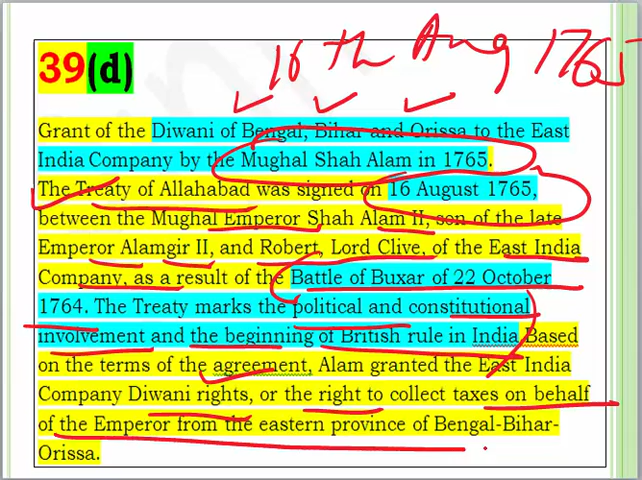 39(d)
16 th Aug 1765
Grant of the Diwani of Bengal, Bihar and Orissa to the East
India Company by the Mughal Shah Alam in 1765.
The Treaty of Allahabad was signed on 16 August 1765,
between the Mughal Emperor Shah Alam II, son of the late
Emperor Alamgir II, and Robert, Lord Clive, of the East India
Company, as a result of the Battle of Buxar of 22 October
1764. The Treaty marks the political and constitutional
involvement and the beginning of British rule in India Based
on the terms of the agreement, Alam granted the East India
Company Diwani rights, or the right to collect taxes on behalf
of the Emperor from the eastern province of Bengal-Bihar-
Orissa.